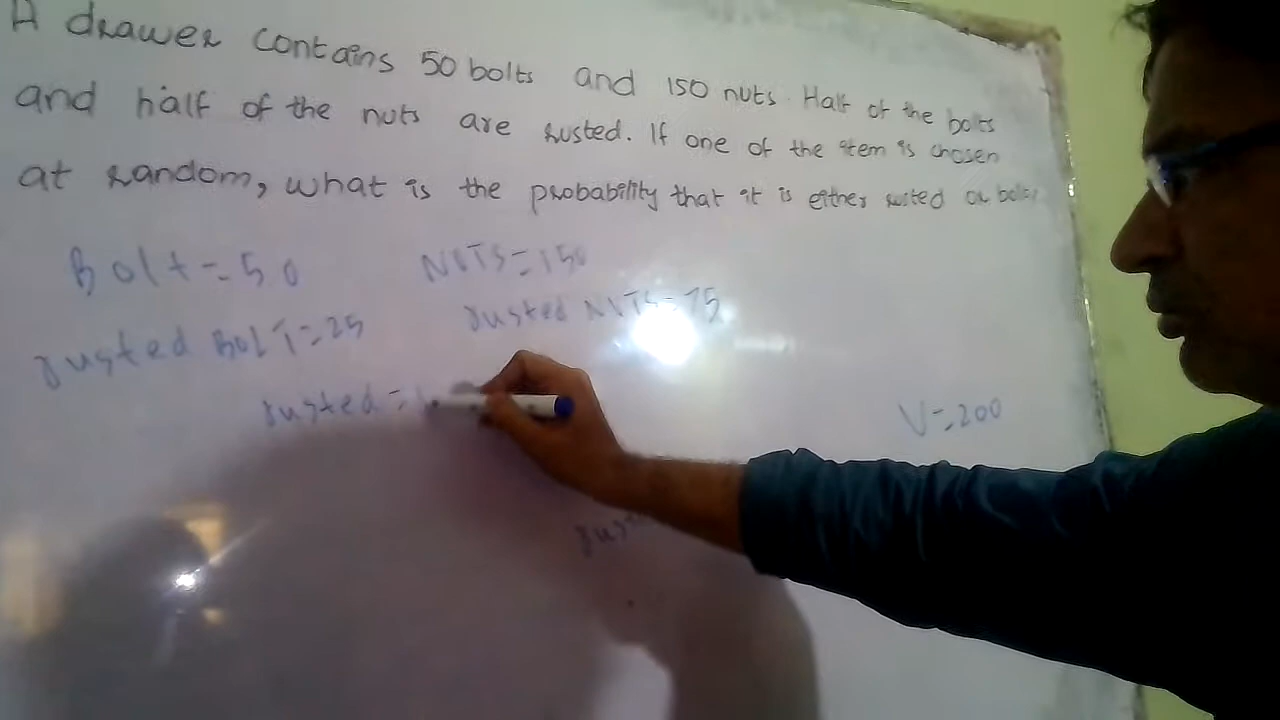 A drawer contains 50 bolts and 150 nuts. Half of the bolts
and half of the nuts are rusted. If one of the item is chosen
at random, what is the probability that it is either rusted or bolt?
Bolt = 50 NUTS = 150
rusted BOLT = 25 rusted NUTS = 75
rusted =
U = 200